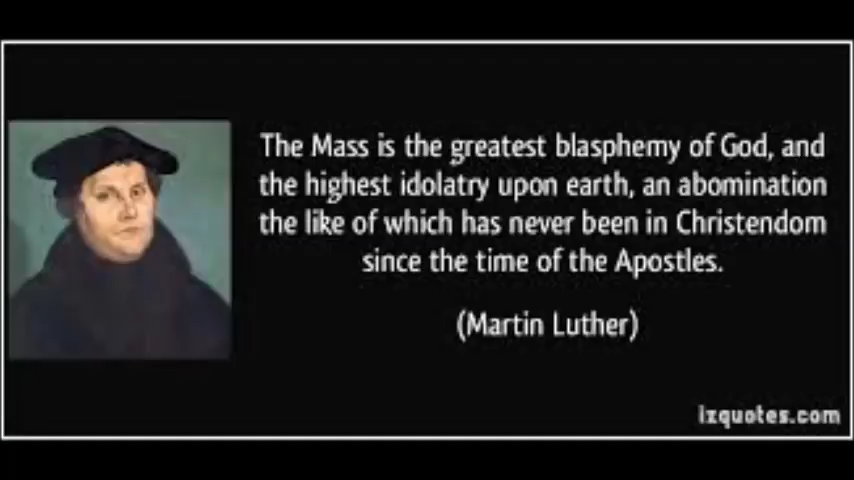 The Mass is the greatest blasphemy of God, and
the highest idolatry upon earth, an abomination
the like of which has never been in Christendom
since the time of the Apostles.
(Martin Luther)
izquotes.com